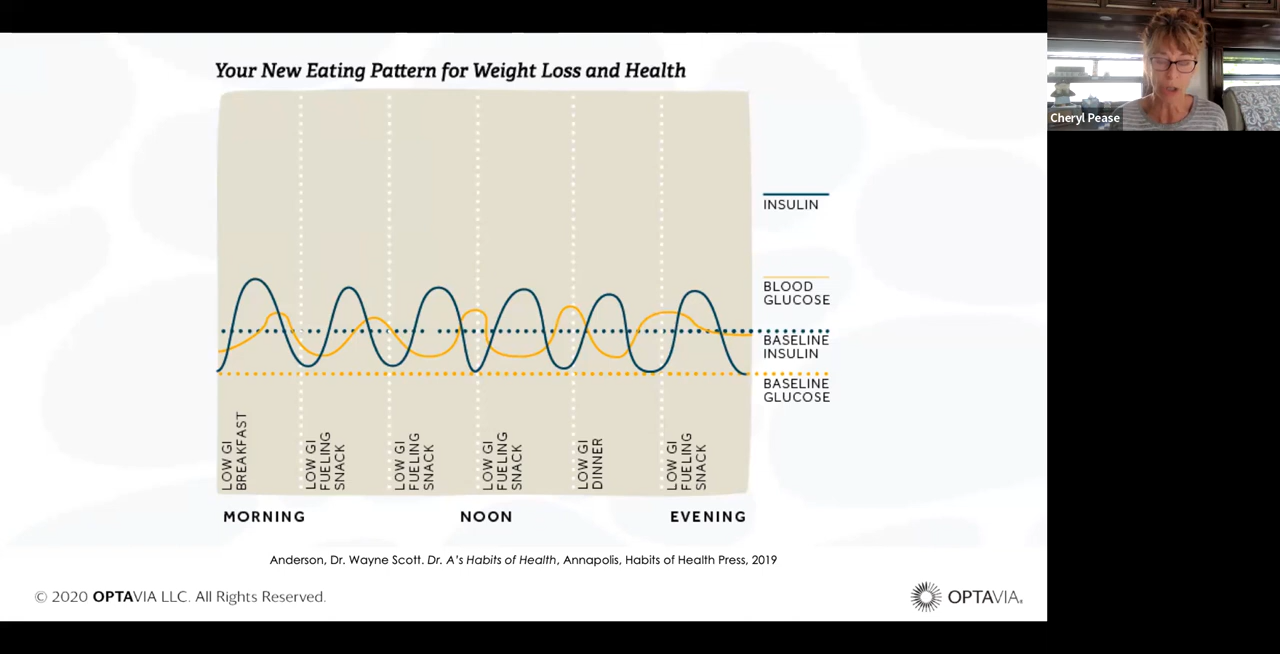 Your New Eating Pattern for Weight Loss and Health
Cheryl Pease
INSULIN
BLOOD
GLUCOSE
BASELINE
INSULIN
BASELINE
GLUCOSE
LOW GI
BREAKFAST
LOW GI
FUELING
SNACK
LOW GI
FUELING
SNACK
LOW GI
FUELING
SNACK
LOW GI
DINNER
LOW GI
FUELING
SNACK
MORNING
NOON
EVENING
Anderson, Dr. Wayne Scott. Dr. A's Habits of Health, Annapolis, Habits of Health Press, 2019
© 2020 OPTAVIA LLC. All Rights Reserved.
OPTAVIA®